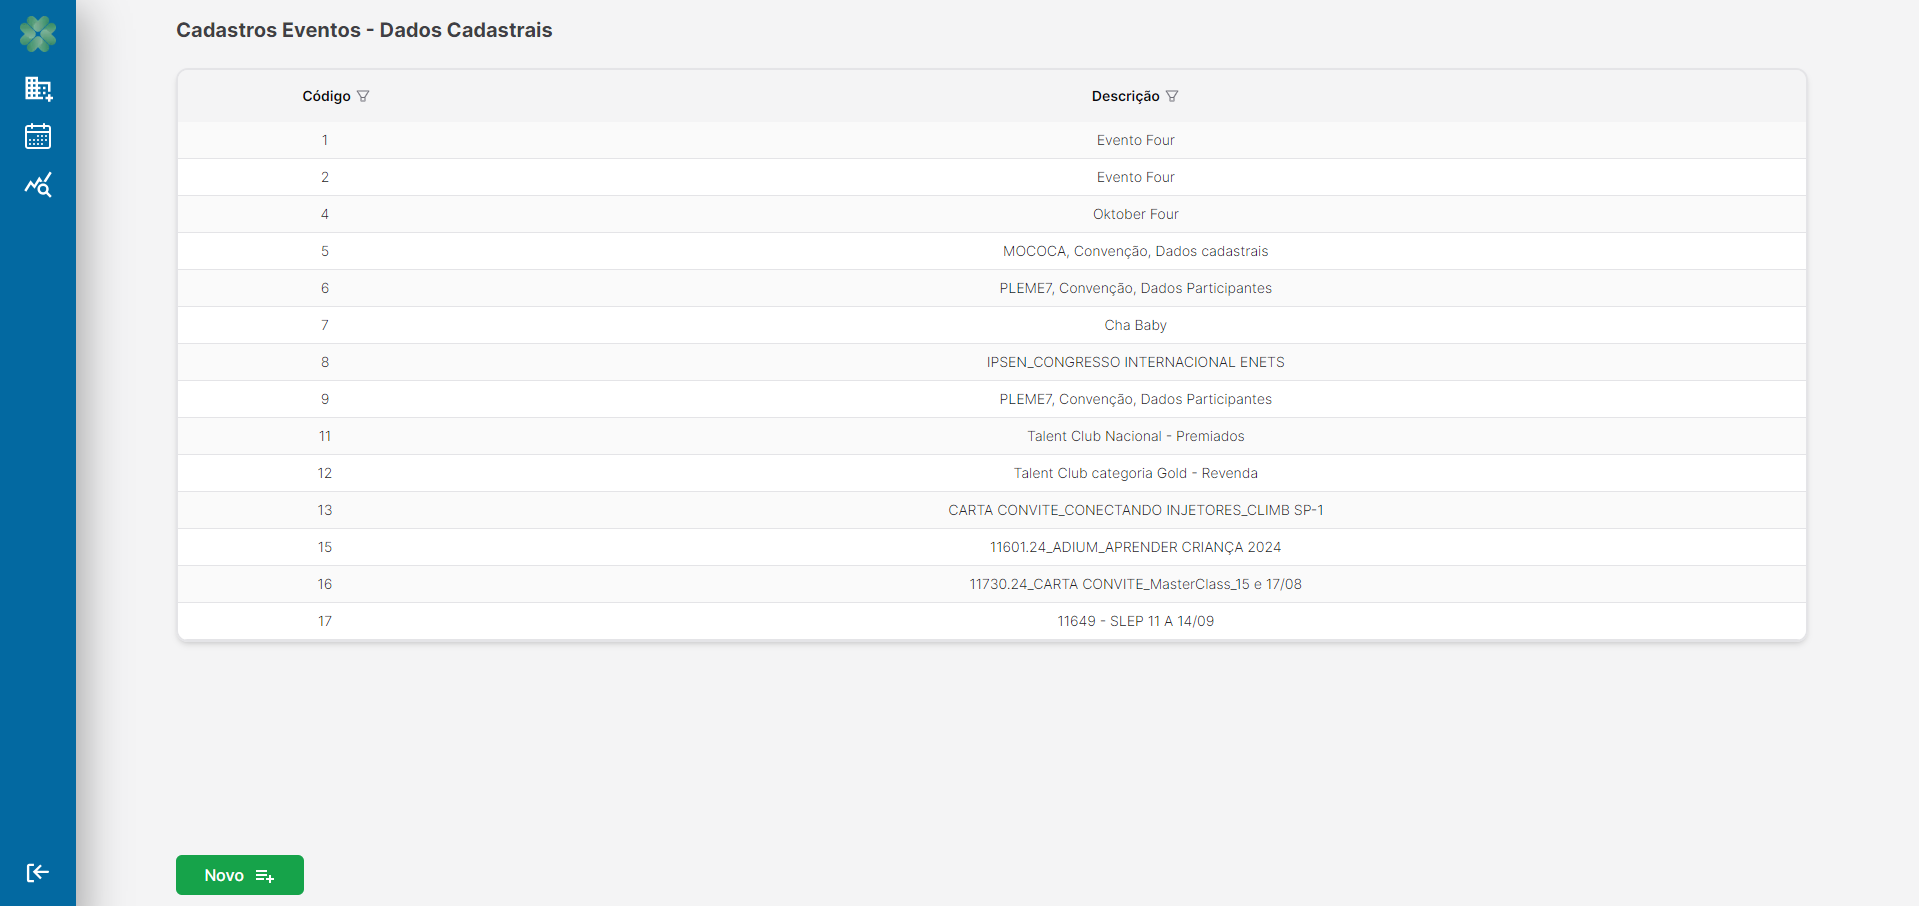 Cadastros Eventos - Dados Cadastrais
Código Descrição
1 Evento Four
2 Evento Four
4 Oktober Four
5 MOCOCA, Convenção, Dados cadastrais
6 PLEME7, Convenção, Dados Participantes
7 Cha Baby
8 IPSEN_CONGRESSO INTERNACIONAL ENETS
9 PLEME7, Convenção, Dados Participantes
11 Talent Club Nacional - Premiados
12 Talent Club categoria Gold - Revenda
13 CARTA CONVITE_CONECTANDO INJETORES_CLIMB SP-1
15 11601.24_ADIUM_APRENDER CRIANÇA 2024
16 11730.24_CARTA CONVITE_MasterClass_15 e 17/08
17 11649 - SLEP 11 A 14/09
Novo